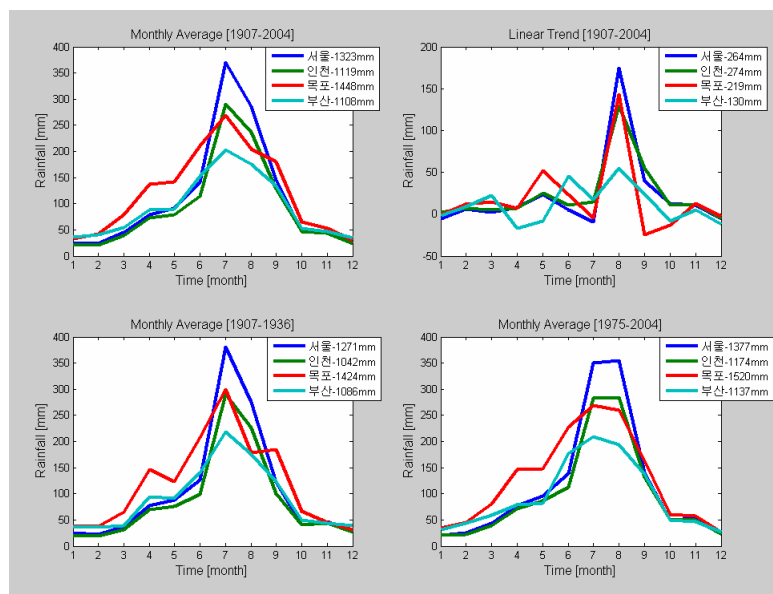 Monthly Average [1907-2004]
Rainfall [mm]
400
350
300
250
200
150
100
50
0
1 2 3 4 5 6 7 8 9 10 11 12
Time [month]
서울-1323mm
인천-1119mm
목포-1448mm
부산-1108mm
Linear Trend [1907-2004]
Rainfall [mm]
200
150
100
50
0
-50
1 2 3 4 5 6 7 8 9 10 11 12
Time [month]
서울-264mm
인천-274mm
목포-219mm
부산-130mm
Monthly Average [1907-1936]
Rainfall [mm]
400
350
300
250
200
150
100
50
0
1 2 3 4 5 6 7 8 9 10 11 12
Time [month]
서울-1271mm
인천-1042mm
목포-1424mm
부산-1086mm
Monthly Average [1975-2004]
Rainfall [mm]
400
350
300
250
200
150
100
50
0
1 2 3 4 5 6 7 8 9 10 11 12
Time [month]
서울-1377mm
인천-1174mm
목포-1520mm
부산-1137mm